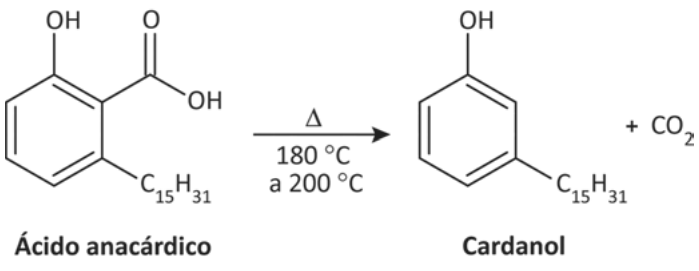 OH
O
OH
C₁₅H₃₁
Δ
180 °C
a 200 °C
OH
C₁₅H₃₁
+ CO₂
Ácido anacárdico
Cardanol